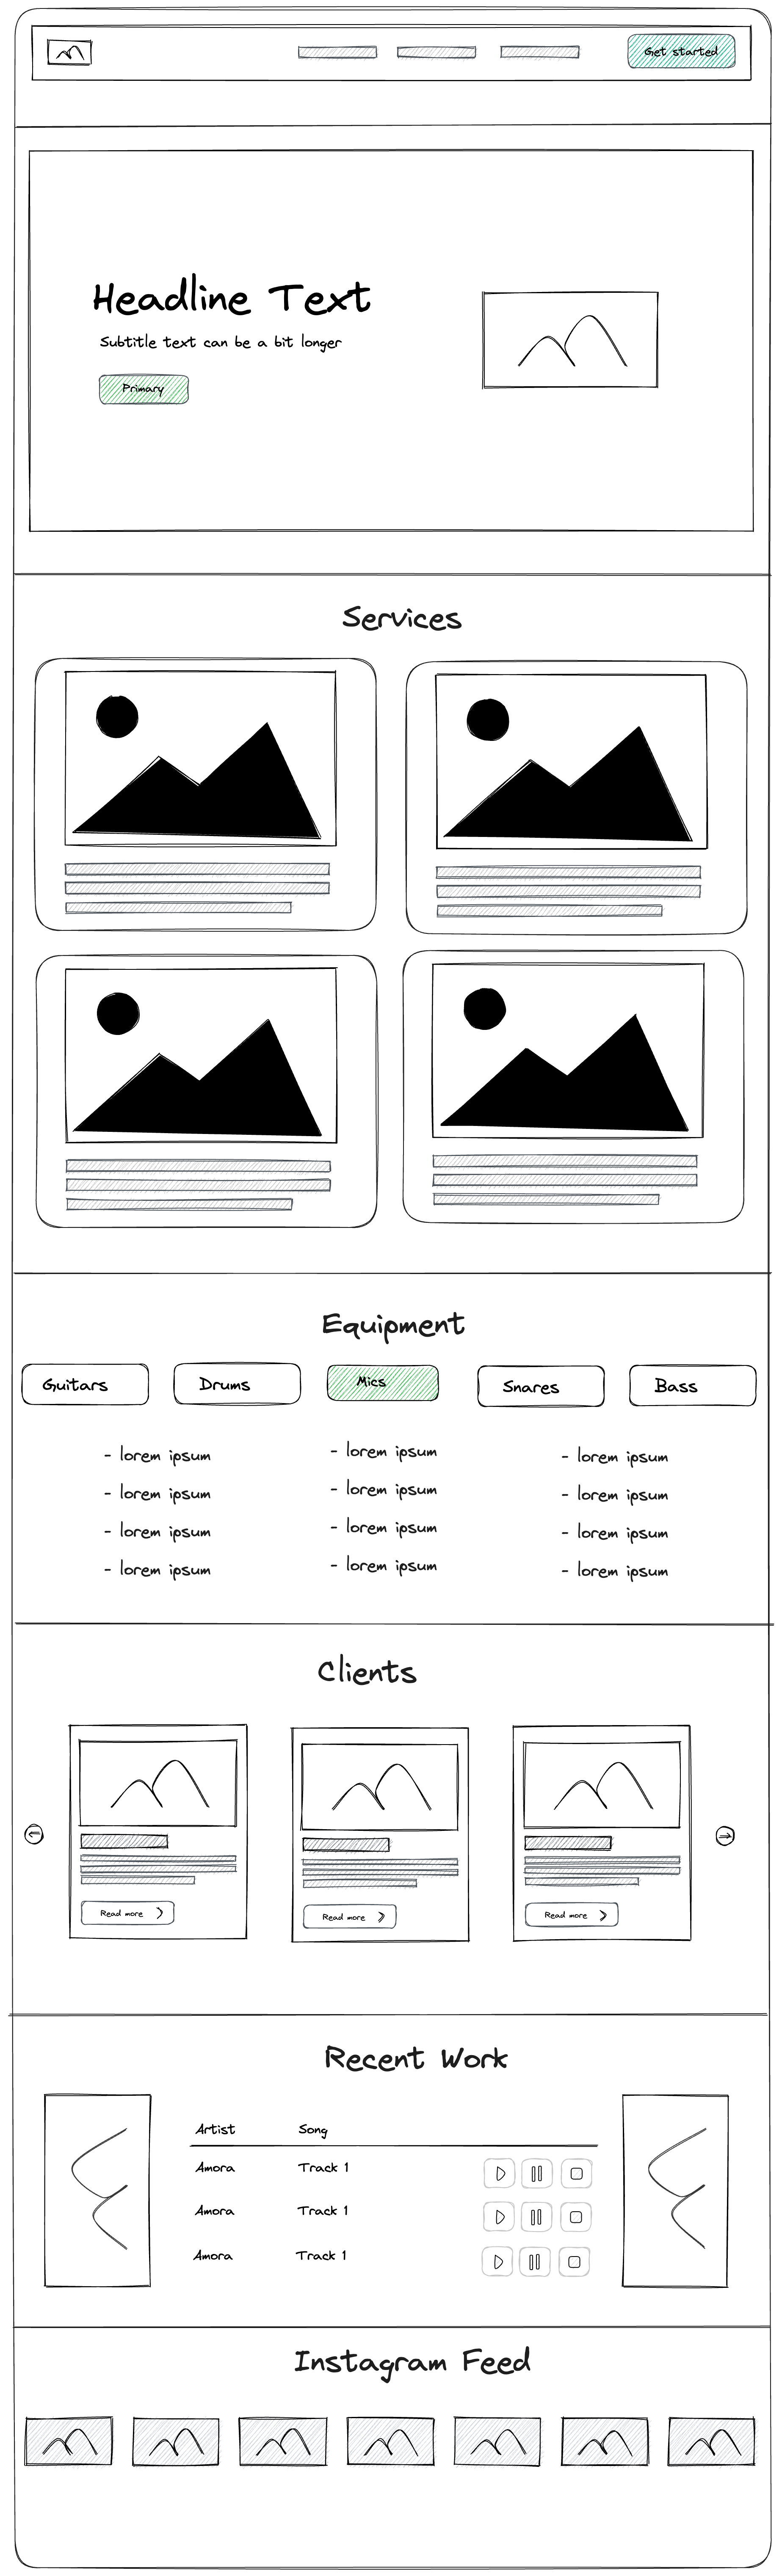 Get started
Headline Text
Subtitle text can be a bit longer
Primary
Services
Equipment
Guitars Drums Mics Snares Bass
- lorem ipsum - lorem ipsum - lorem ipsum
- lorem ipsum - lorem ipsum - lorem ipsum
- lorem ipsum - lorem ipsum - lorem ipsum
- lorem ipsum - lorem ipsum - lorem ipsum
Clients
Read more Read more Read more
Recent Work
Artist Song
Amora Track 1
Amora Track 1
Amora Track 1
Instagram Feed